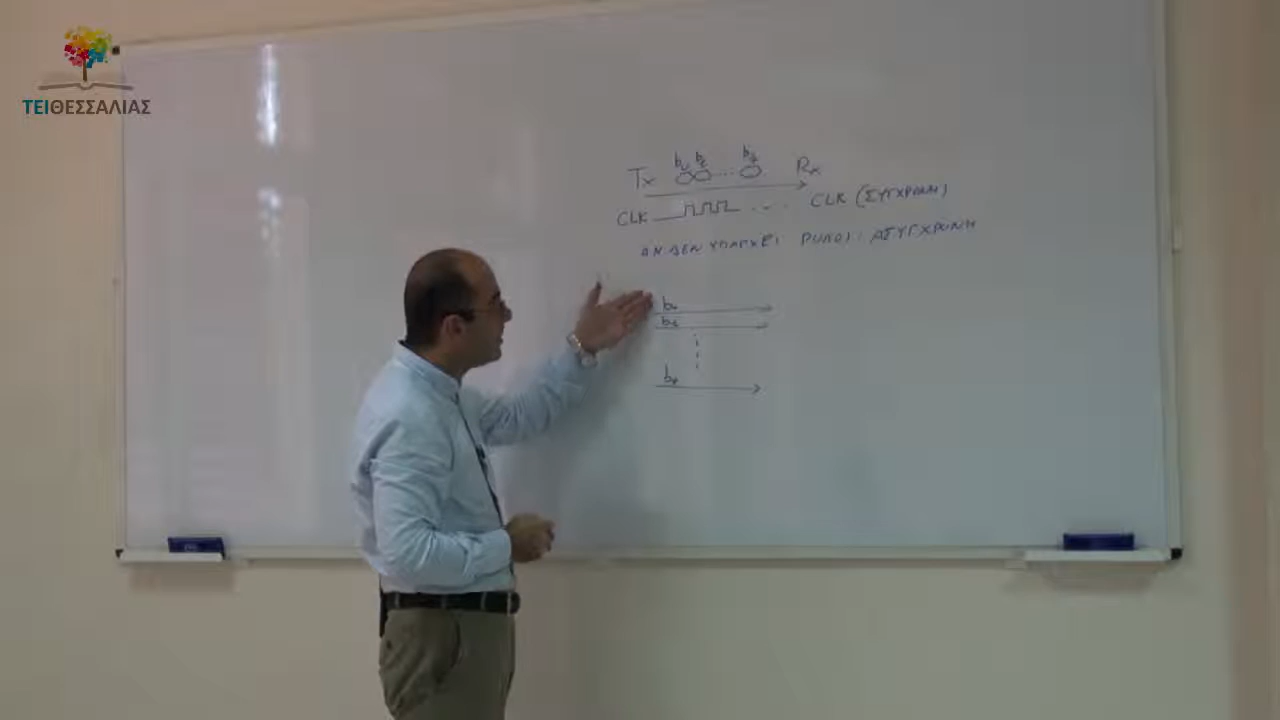 ΤΕΙΘΕΣΣΑΛΙΑΣ
Tx b₁ b₂ ... b₈ Rx
CLK ... CLK (ΣΥΓΧΡΟΝΗ)
ΑΝ ΔΕΝ ΥΠΑΡΧΕΙ ΡΟΛΟΙ: ΑΣΥΓΧΡΟΝΗ
b₁
b₂
b₈